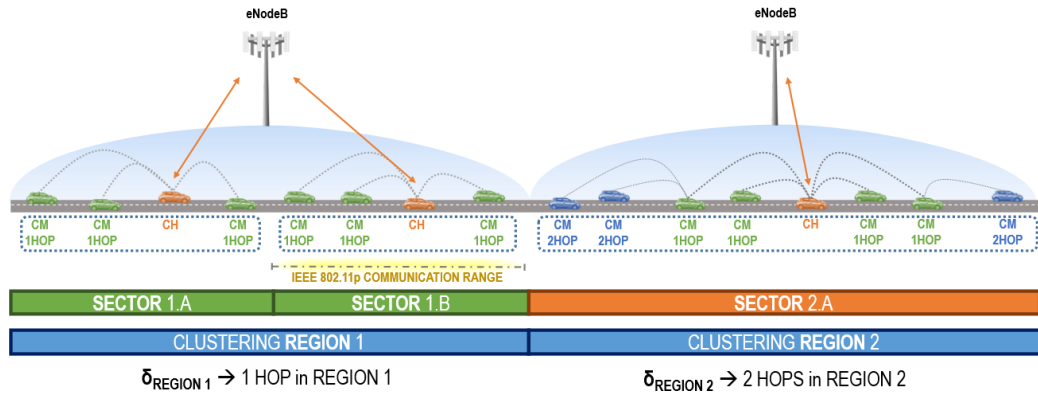 eNodeB
eNodeB
CM
1HOP
CM
1HOP
CH
CM
1HOP
CM
1HOP
CM
1HOP
CH
CM
1HOP
CM
2HOP
CM
2HOP
CM
1HOP
CM
1HOP
CH
CM
1HOP
CM
1HOP
CM
2HOP
IEEE 802.11p COMMUNICATION RANGE
SECTOR 1.A
SECTOR 1.B
SECTOR 2.A
CLUSTERING REGION 1
CLUSTERING REGION 2
δREGION 1 → 1 HOP in REGION 1
δREGION 2 → 2 HOPS in REGION 2